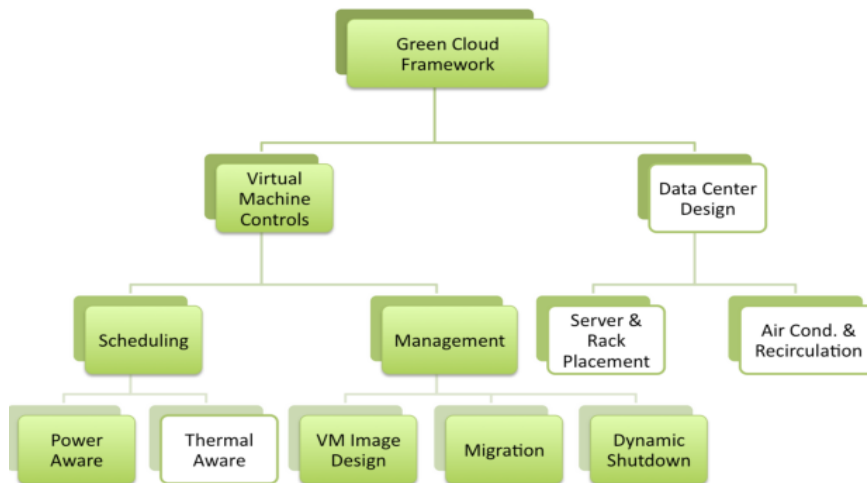 Green Cloud
Framework
Virtual
Machine
Controls
Data Center
Design
Scheduling
Management
Server &
Rack
Placement
Air Cond. &
Recirculation
Power
Aware
Thermal
Aware
VM Image
Design
Migration
Dynamic
Shutdown